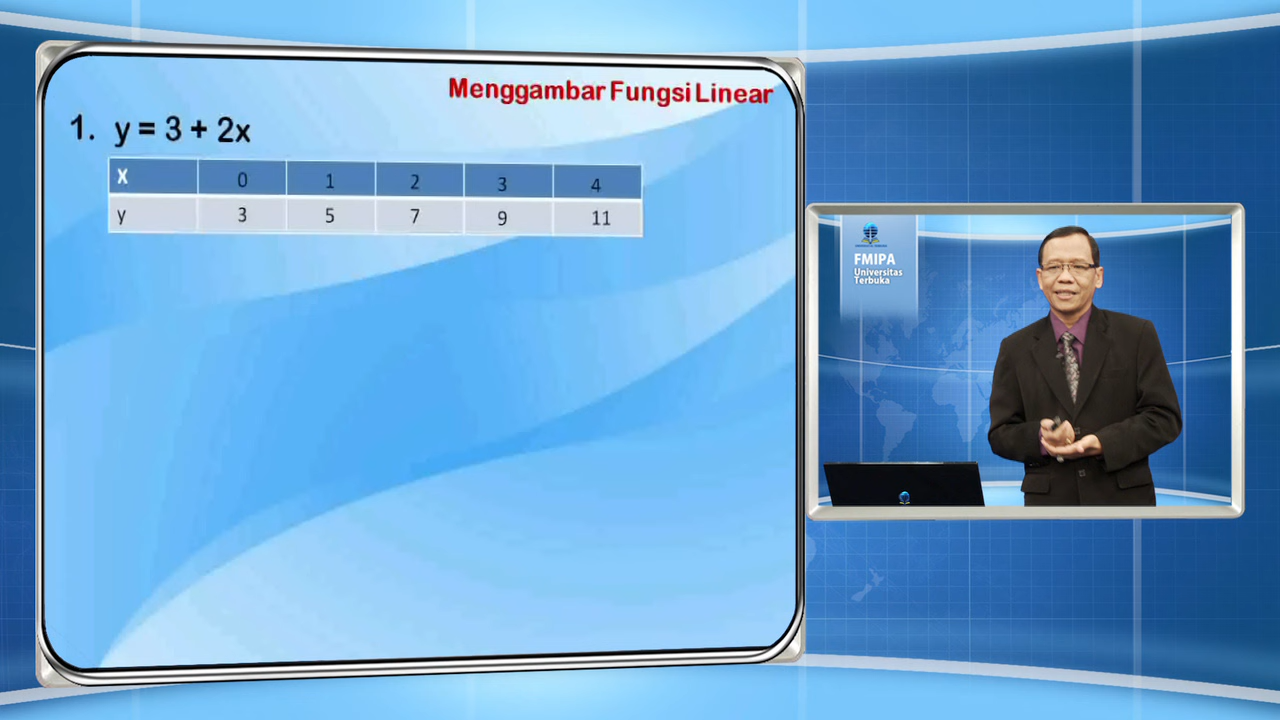 Menggambar Fungsi Linear
1. y = 3 + 2x
X 0 1 2 3 4
y 3 5 7 9 11
FMIPA
Universitas
Terbuka